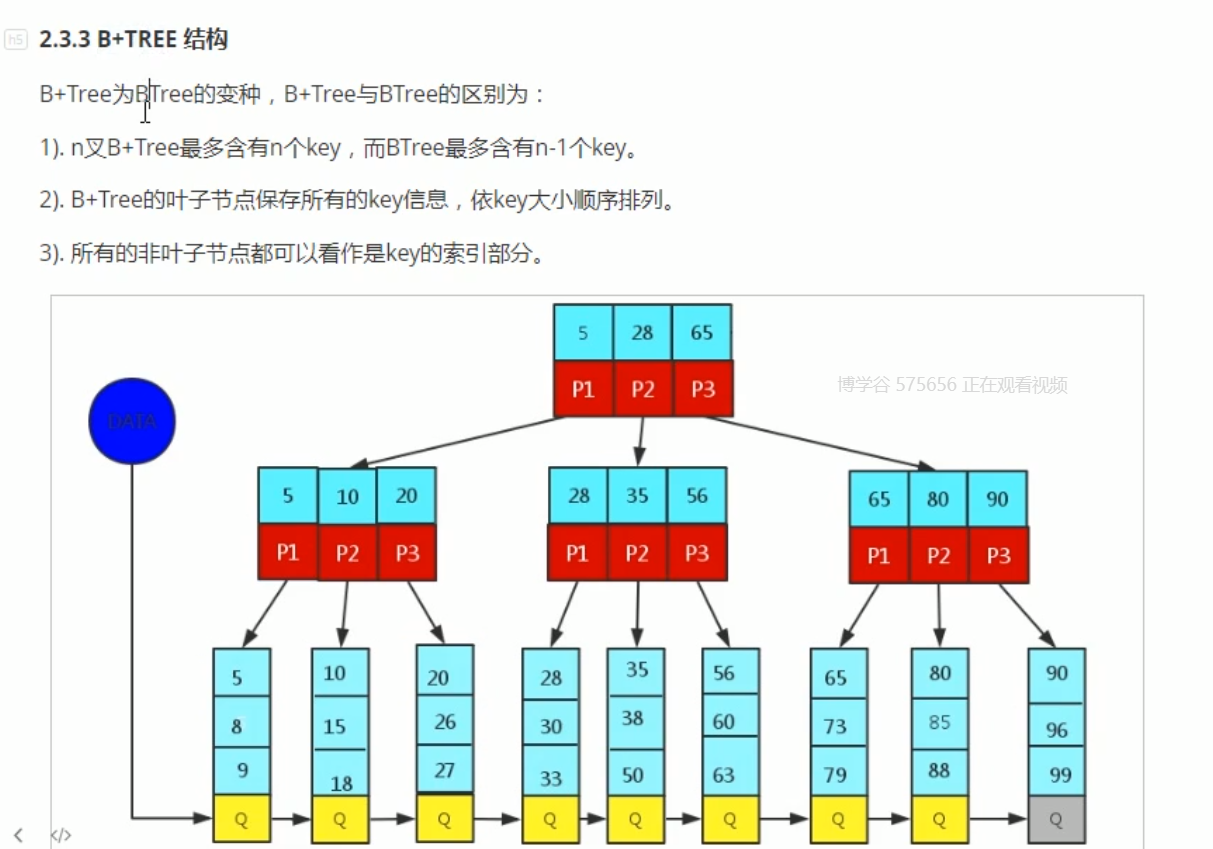 h5
2.3.3 B+TREE 结构
B+Tree为BTree的变种，B+Tree与BTree的区别为：
1). n叉B+Tree最多含有n个key，而BTree最多含有n-1个key。
2). B+Tree的叶子节点保存所有的key信息，依key大小顺序排列。
3). 所有的非叶子节点都可以看作是key的索引部分。
5 28 65
P1 P2 P3
博学谷 575656 正在观看视频
DATA
5 10 20
P1 P2 P3
28 35 56
P1 P2 P3
65 80 90
P1 P2 P3
5 10 20 28 35 56 65 80 90
8 15 26 30 38 60 73 85 96
9 18 27 33 50 63 79 88 99
Q Q Q Q Q Q Q Q Q
</>